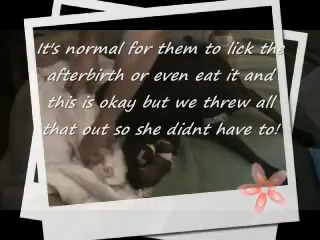 It's normal for them to lick the
afterbirth or even eat it and
this is okay but we threw all
that out so she didnt have to!